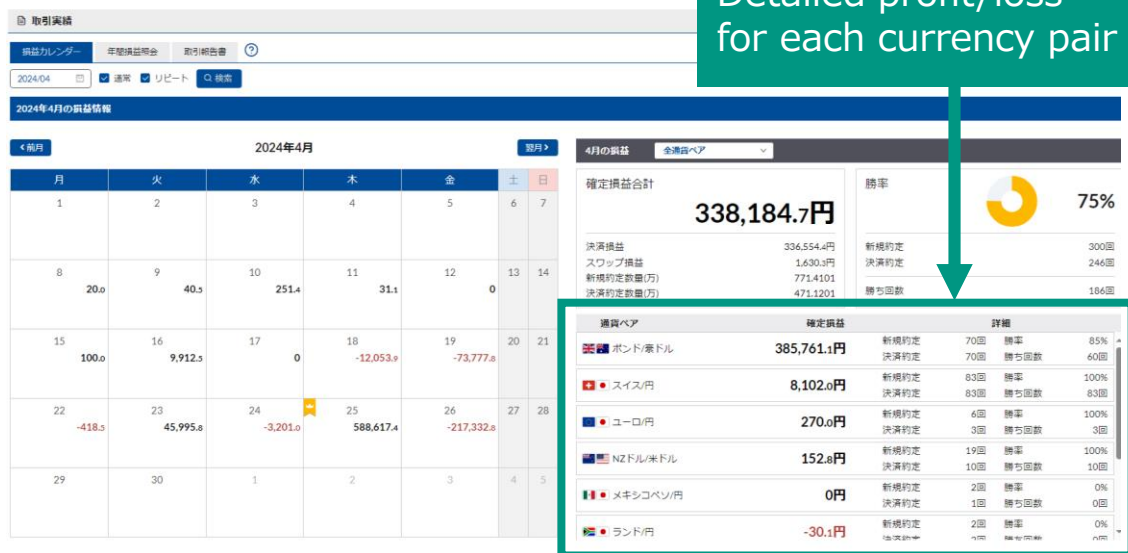 Detailed profit/loss
for each currency pair
取引実績
損益カレンダー 年間損益照会 取引報告書 ?
2024/04 通常 リピート 検索
2024年4月の損益情報
<前月 2024年4月 翌月>
月 火 水 木 金 土 日
1 2 3 4 5 6 7
8 9 10 11 12 13 14
20.0 40.5 251.4 31.1 0
15 16 17 18 19 20 21
100.0 9,912.5 0 -12,053.9 -73,777.8
22 23 24 25 26 27 28
-418.5 45,995.8 -3,201.0 588,617.4 -217,332.8
29 30 1 2 3 4 5
4月の損益 全通貨ペア
確定損益合計
338,184.7円
決済損益 336,554.4円
スワップ損益 1,630.3円
新規約定数量(万) 771.4101
決済約定数量(万) 471.1201
勝率 75%
新規約定 300回
決済約定 246回
勝ち回数 186回
通貨ペア 確定損益 詳細
ポンド/豪ドル 385,761.1円 新規約定 70回 勝率 85%
決済約定 70回 勝ち回数 60回
スイス/円 8,102.0円 新規約定 83回 勝率 100%
決済約定 83回 勝ち回数 83回
ユーロ/円 270.0円 新規約定 6回 勝率 100%
決済約定 3回 勝ち回数 3回
NZドル/米ドル 152.8円 新規約定 19回 勝率 100%
決済約定 10回 勝ち回数 10回
メキシコペソ/円 0円 新規約定 2回 勝率 0%
決済約定 1回 勝ち回数 0回
ランド/円 -30.1円 新規約定 2回 勝率 0%
決済約定 2回 勝ち回数 0回